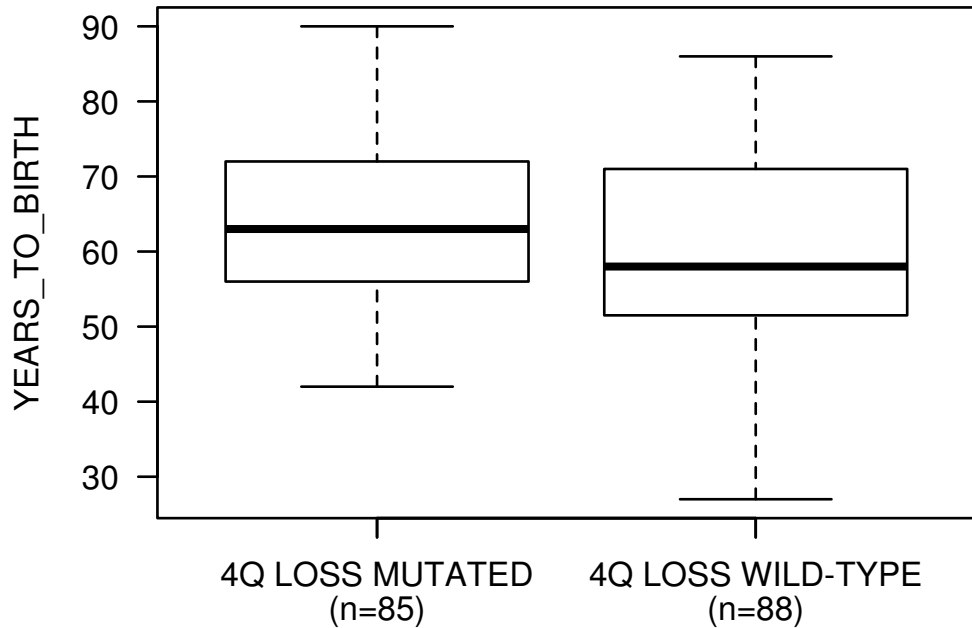 YEARS_TO_BIRTH
90
80
70
60
50
40
30
4Q LOSS MUTATED
(n=85)
4Q LOSS WILD-TYPE
(n=88)